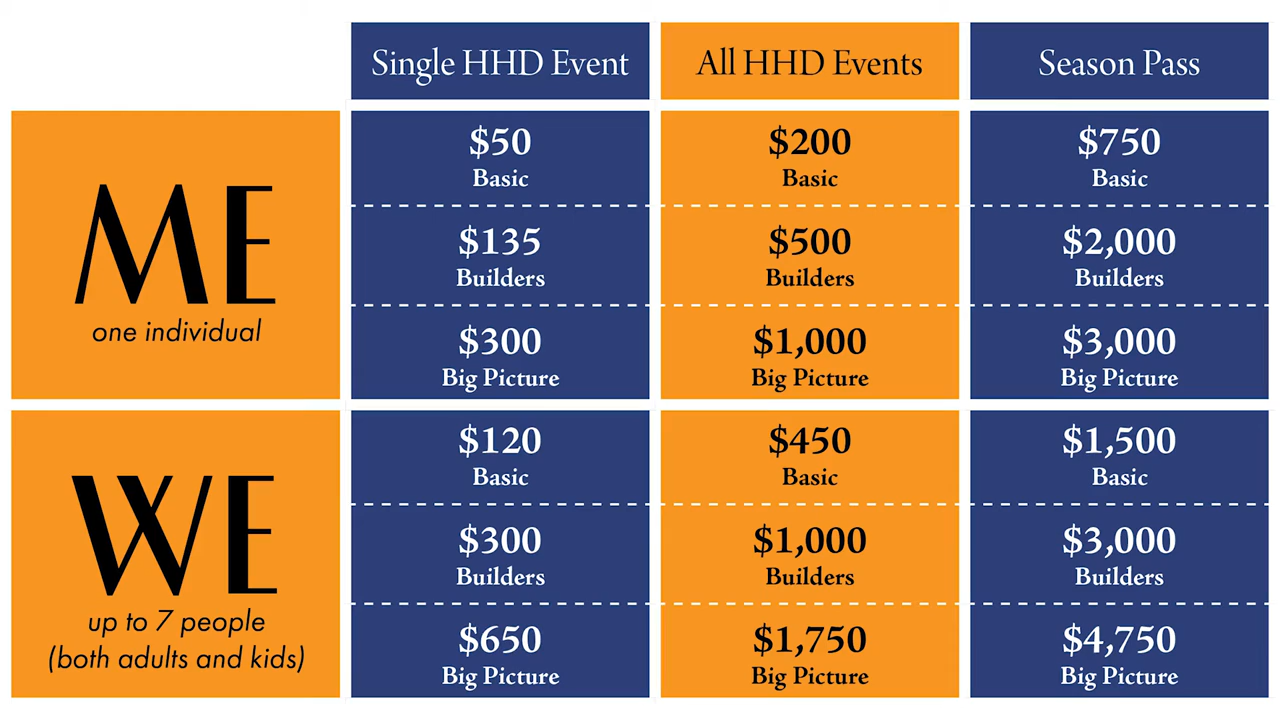 Single HHD Event
All HHD Events
Season Pass
ME
one individual
$50
Basic
$200
Basic
$750
Basic
$135
Builders
$500
Builders
$2,000
Builders
$300
Big Picture
$1,000
Big Picture
$3,000
Big Picture
WE
up to 7 people
(both adults and kids)
$120
Basic
$450
Basic
$1,500
Basic
$300
Builders
$1,000
Builders
$3,000
Builders
$650
Big Picture
$1,750
Big Picture
$4,750
Big Picture